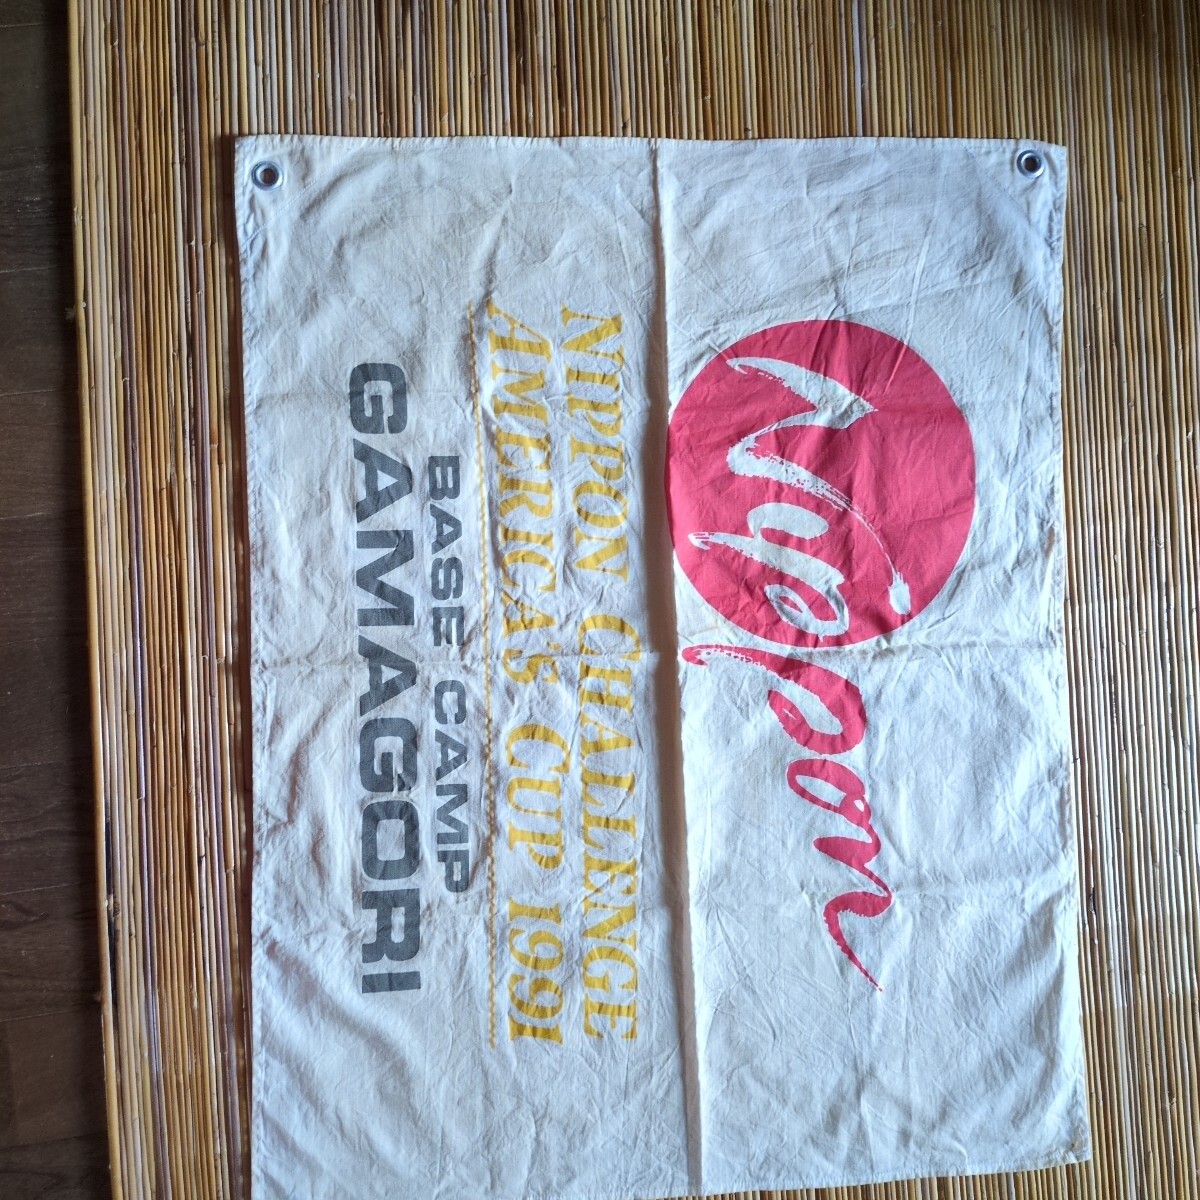 Nippon
NIPPON CHALLENGE
AMERICA'S CUP 1991
BASE CAMP
GAMAGORI